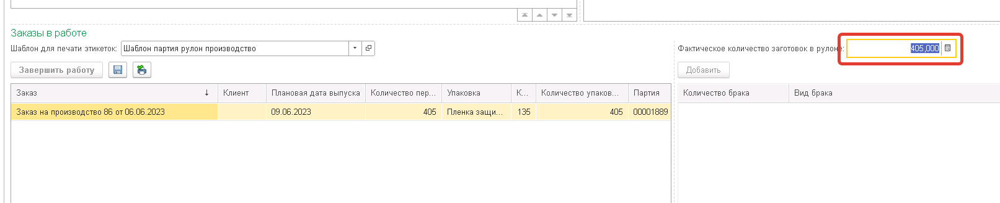 Заказы в работе
Шаблон для печати этикеток: Шаблон партия рулон производство
Фактическое количество заготовок в рулоне: 405,000
Завершить работу
Добавить
Заказ ↓ Клиент Плановая дата выпуска Количество пер... Упаковка К... Количество упаков... Партия
Количество брака Вид брака
Заказ на производство 86 от 06.06.2023 09.06.2023 405 Пленка защи... 135 405 00001889